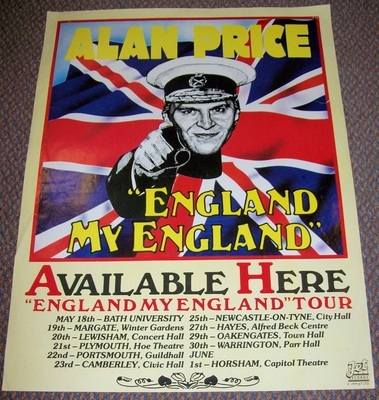 ALAN PRICE
"ENGLAND
MY ENGLAND"
AVAILABLE HERE
"ENGLAND MY ENGLAND" TOUR
MAY 18th – BATH UNIVERSITY
19th – MARGATE, Winter Gardens
20th – LEWISHAM, Concert Hall
21st – PLYMOUTH, Hoe Theatre
22nd – PORTSMOUTH, Guildhall
23rd – CAMBERLEY, Civic Hall
25th – NEWCASTLE-ON-TYNE, City Hall
27th – HAYES, Alfred Beck Centre
29th – OAKENGATES, Town Hall
30th – WARRINGTON, Parr Hall
JUNE
1st – HORSHAM, Capitol Theatre
jet